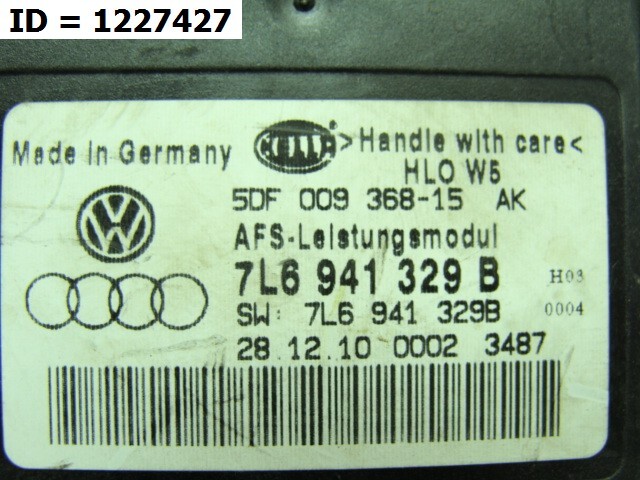 ID = 1227427
Made in Germany HELLA >Handle with care<
HLO W5
5DF 009 368-15 AK
AFS-Leistungsmodul
7L6 941 329 B H03
SW: 7L6 941 329B 0004
28.12.10 0002 3487